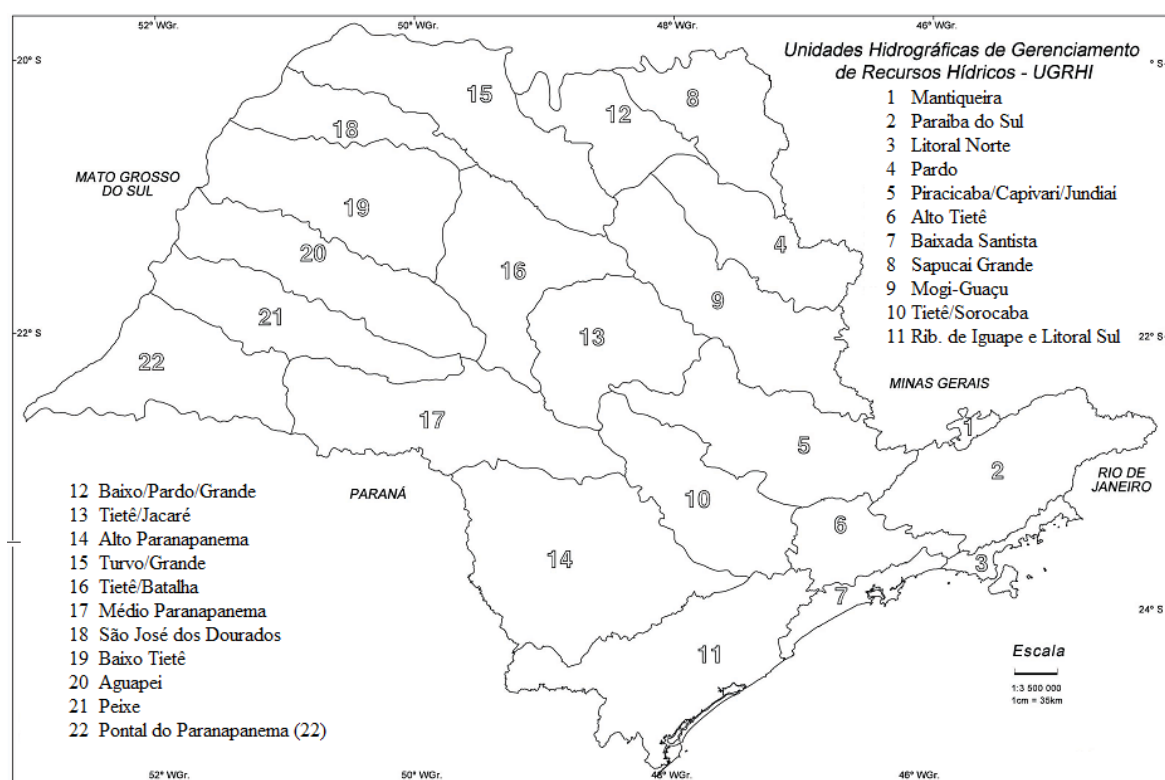 52° WGr.
50° WGr.
48° WGr.
46° WGr.
20° S
° S
Unidades Hidrográficas de Gerenciamento
de Recursos Hídricos - UGRHI
1 Mantiqueira
2 Paraíba do Sul
3 Litoral Norte
4 Pardo
5 Piracicaba/Capivari/Jundiaí
6 Alto Tietê
7 Baixada Santista
8 Sapucaí Grande
9 Mogi-Guaçu
10 Tietê/Sorocaba
11 Rib. de Iguape e Litoral Sul
15
8
12
18
MATO GROSSO
DO SUL
19
4
20
16
9
21
13
22° S
22° S
22
MINAS GERAIS
17
1
5
2
RIO DE
JANEIRO
PARANÁ
10
6
14
3
7
24° S
11
12 Baixo/Pardo/Grande
13 Tietê/Jacaré
14 Alto Paranapanema
15 Turvo/Grande
16 Tietê/Batalha
17 Médio Paranapanema
18 São José dos Dourados
19 Baixo Tietê
20 Aguapei
21 Peixe
22 Pontal do Paranapanema (22)
Escala
1:3 500 000
1cm = 35km
52° WGr.
50° WGr.
48° WGr.
46° WGr.